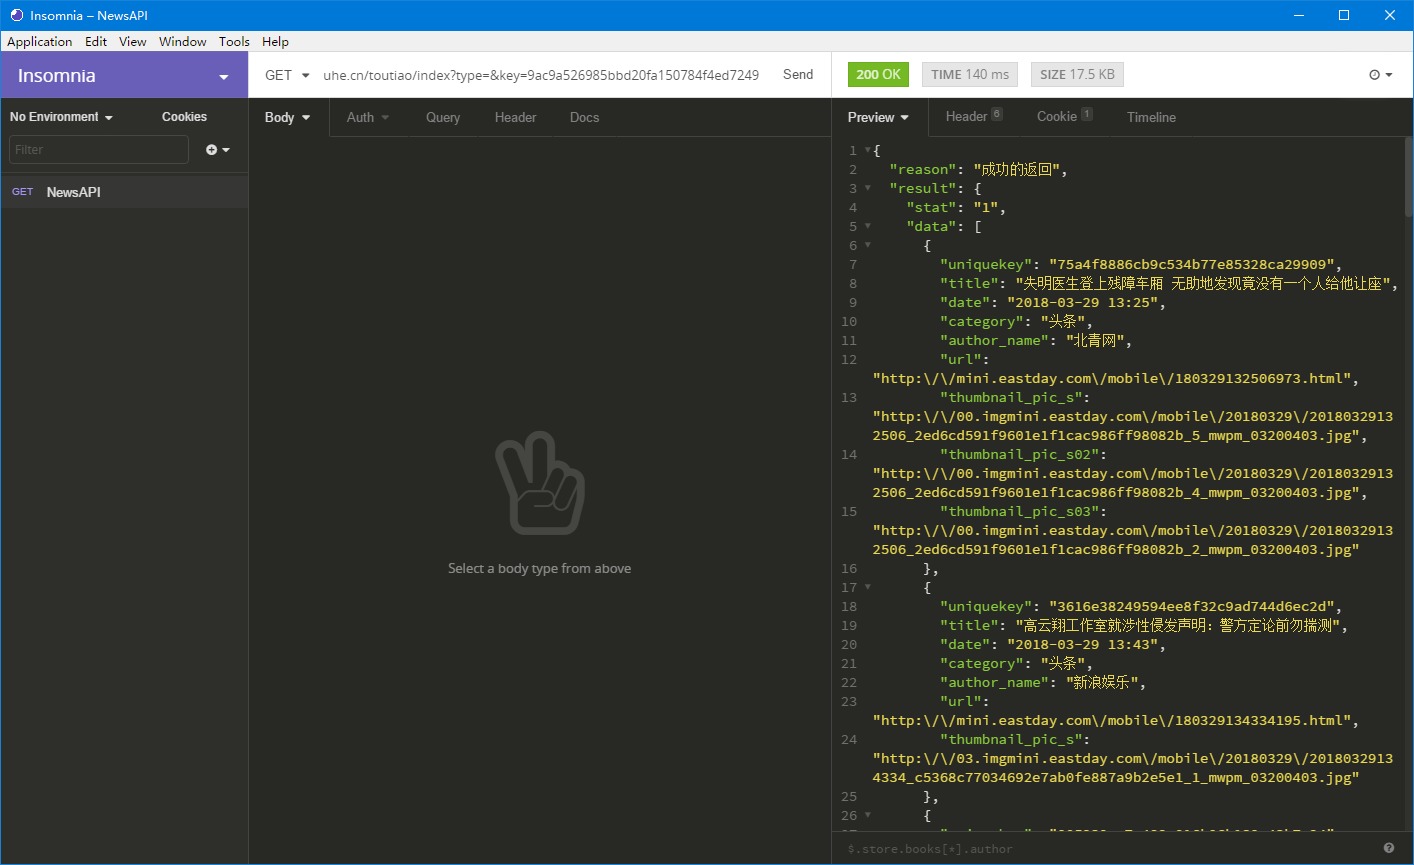 Insomnia – NewsAPI
Application Edit View Window Tools Help
Insomnia
GET uhe.cn/toutiao/index?type=&key=9ac9a526985bbd20fa150784f4ed7249 Send
200 OK TIME 140 ms SIZE 17.5 KB
No Environment Cookies
Body Auth Query Header Docs
Preview Header 6 Cookie 1 Timeline
Filter
GET NewsAPI
Select a body type from above
1 {
2 "reason": "成功的返回",
3 "result": {
4 "stat": "1",
5 "data": [
6 {
7 "uniquekey": "75a4f8886cb9c534b77e85328ca29909",
8 "title": "失明医生登上残障车厢 无助地发现竟没有一个人给他让座",
9 "date": "2018-03-29 13:25",
10 "category": "头条",
11 "author_name": "北青网",
12 "url":
"http:\/\/mini.eastday.com\/mobile\/180329132506973.html",
13 "thumbnail_pic_s":
"http:\/\/00.imgmini.eastday.com\/mobile\/20180329\/2018032913
2506_2ed6cd591f9601e1f1cac986ff98082b_5_mwpm_03200403.jpg",
14 "thumbnail_pic_s02":
"http:\/\/00.imgmini.eastday.com\/mobile\/20180329\/2018032913
2506_2ed6cd591f9601e1f1cac986ff98082b_4_mwpm_03200403.jpg",
15 "thumbnail_pic_s03":
"http:\/\/00.imgmini.eastday.com\/mobile\/20180329\/2018032913
2506_2ed6cd591f9601e1f1cac986ff98082b_2_mwpm_03200403.jpg"
16 },
17 {
18 "uniquekey": "3616e38249594ee8f32c9ad744d6ec2d",
19 "title": "高云翔工作室就涉性侵发声明：警方定论前勿揣测",
20 "date": "2018-03-29 13:43",
21 "category": "头条",
22 "author_name": "新浪娱乐",
23 "url":
"http:\/\/mini.eastday.com\/mobile\/180329134334195.html",
24 "thumbnail_pic_s":
"http:\/\/03.imgmini.eastday.com\/mobile\/20180329\/2018032913
4334_c5368c77034692e7ab0fe887a9b2e5e1_1_mwpm_03200403.jpg"
25 },
26 {
$.store.books[*].author